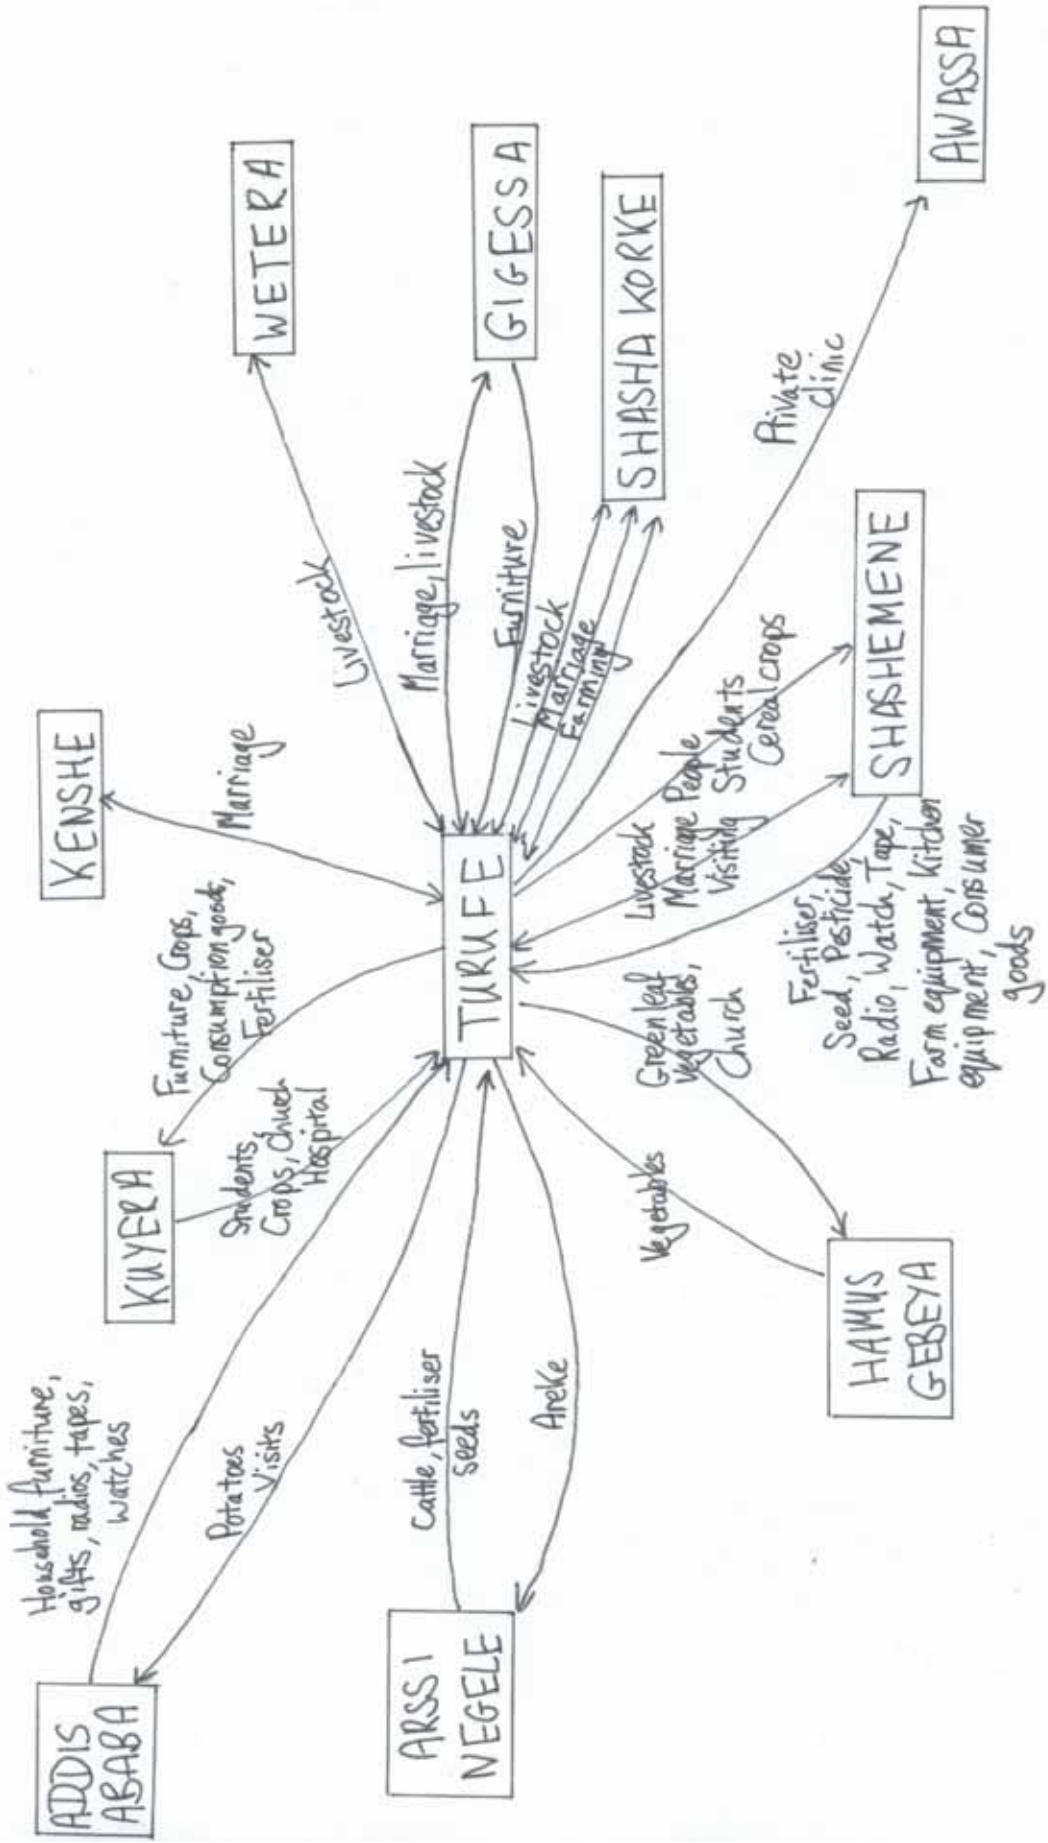 ADDIS
ABABA
Household furniture,
gifts, radios, tapes,
watches
Potatoes
Visits
KUYERA
Furniture, Crops,
Consumption goods,
Fertiliser
Students,
Crops, Church
Hospital
KENSHE
Marriage
WETERA
Livestock
ARSSI
NEGELE
Cattle, fertiliser
seeds
Areke
TURUFE
Marriage, livestock
Furniture
GIGESSA
Livestock
Marriage
Farming
SHASHA KORKE
Private
clinic
AWASSA
People
Students
Cereal crops
Livestock
Marriage
Visiting
SHASHEMENE
Fertiliser,
Seed, Pesticide,
Radio, Watch, Tape,
Farm equipment, Kitchen
equipment, Consumer
goods
Green leaf
vegetables,
Church
Vegetables
HAMUS
GEBEYA